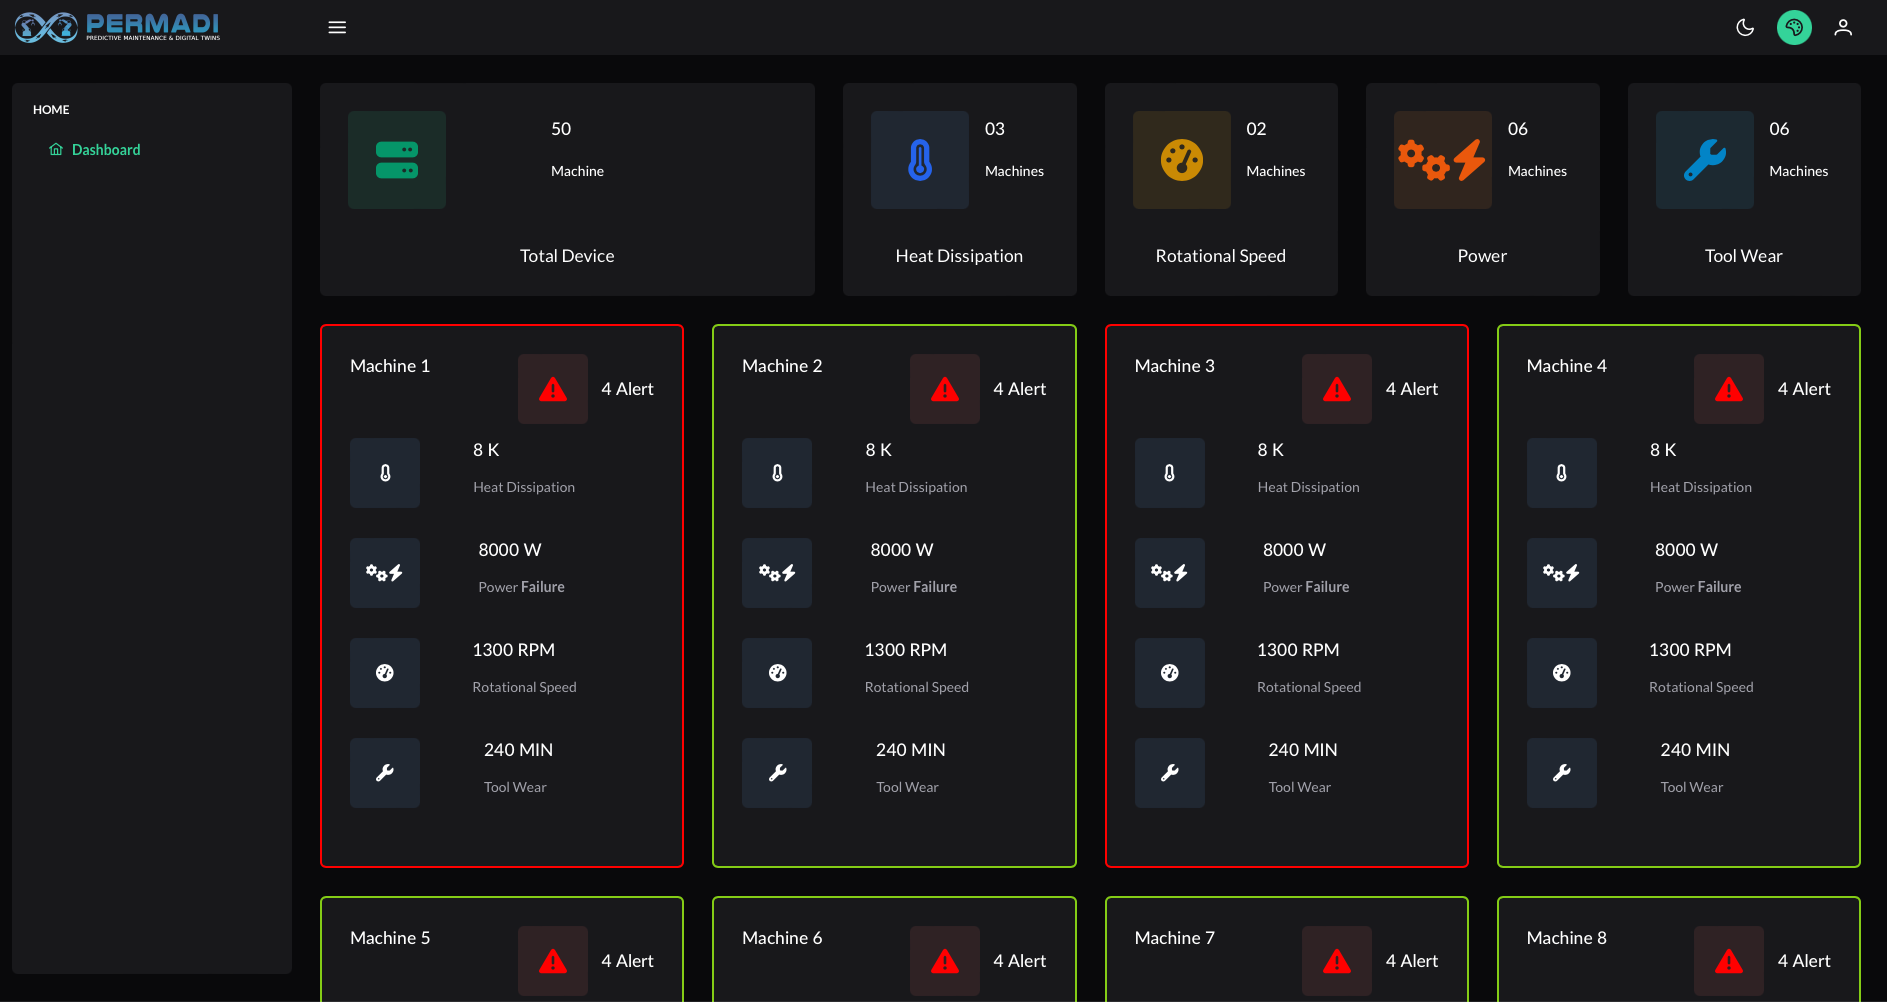 PERMADI
PREDICTIVE MAINTENANCE & DIGITAL TWINS
HOME
Dashboard
50
Machine
Total Device
03
Machines
Heat Dissipation
02
Machines
Rotational Speed
06
Machines
Power
06
Machines
Tool Wear
Machine 1
4 Alert
8 K
Heat Dissipation
8000 W
Power Failure
1300 RPM
Rotational Speed
240 MIN
Tool Wear
Machine 2
4 Alert
8 K
Heat Dissipation
8000 W
Power Failure
1300 RPM
Rotational Speed
240 MIN
Tool Wear
Machine 3
4 Alert
8 K
Heat Dissipation
8000 W
Power Failure
1300 RPM
Rotational Speed
240 MIN
Tool Wear
Machine 4
4 Alert
8 K
Heat Dissipation
8000 W
Power Failure
1300 RPM
Rotational Speed
240 MIN
Tool Wear
Machine 5
4 Alert
Machine 6
4 Alert
Machine 7
4 Alert
Machine 8
4 Alert